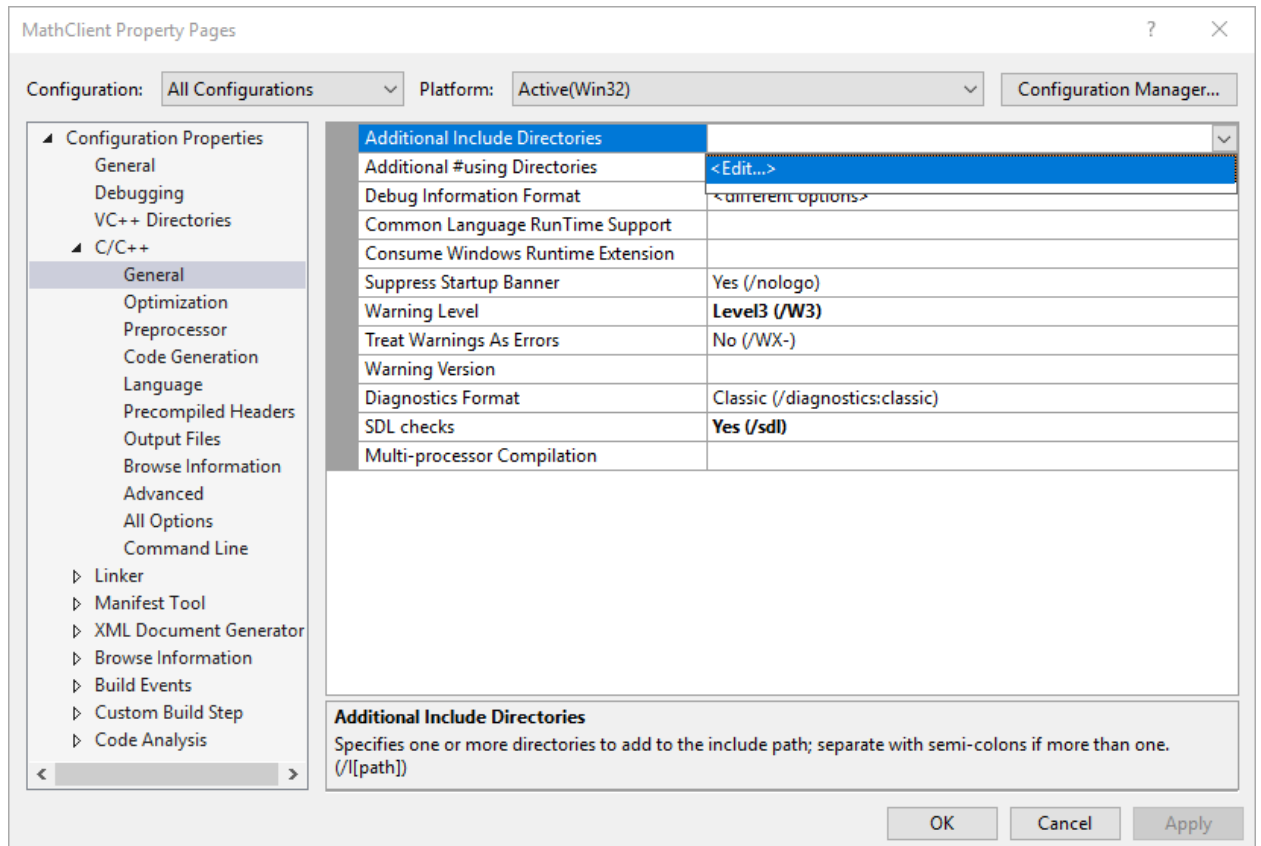 MathClient Property Pages
?
Configuration: All Configurations Platform: Active(Win32) Configuration Manager...
Configuration Properties
General
Debugging
VC++ Directories
C/C++
General
Optimization
Preprocessor
Code Generation
Language
Precompiled Headers
Output Files
Browse Information
Advanced
All Options
Command Line
Linker
Manifest Tool
XML Document Generator
Browse Information
Build Events
Custom Build Step
Code Analysis
Additional Include Directories
Additional #using Directories <Edit...>
Debug Information Format <different options>
Common Language RunTime Support
Consume Windows Runtime Extension
Suppress Startup Banner Yes (/nologo)
Warning Level Level3 (/W3)
Treat Warnings As Errors No (/WX-)
Warning Version
Diagnostics Format Classic (/diagnostics:classic)
SDL checks Yes (/sdl)
Multi-processor Compilation
Additional Include Directories
Specifies one or more directories to add to the include path; separate with semi-colons if more than one.
(/I[path])
OK Cancel Apply